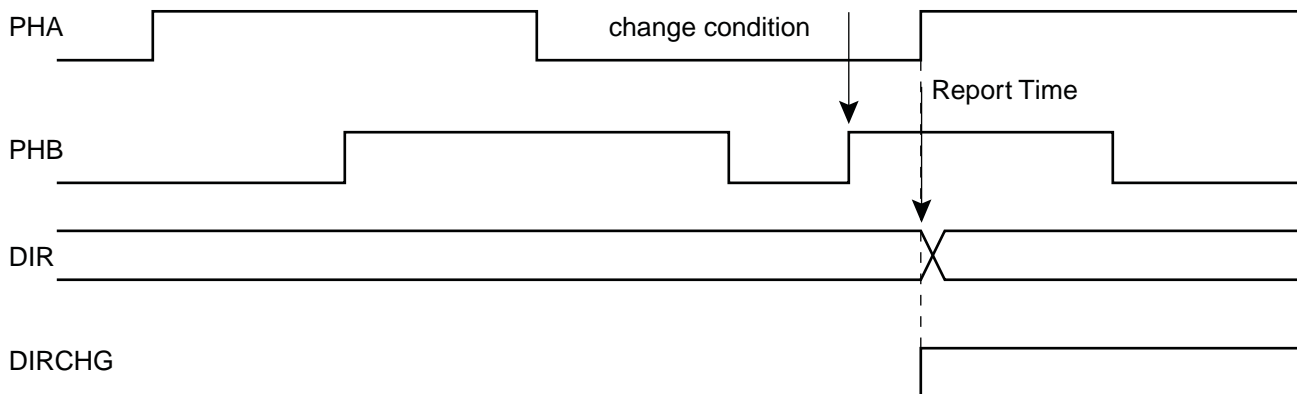 PHA
change condition
Report Time
PHB
DIR
DIRCHG